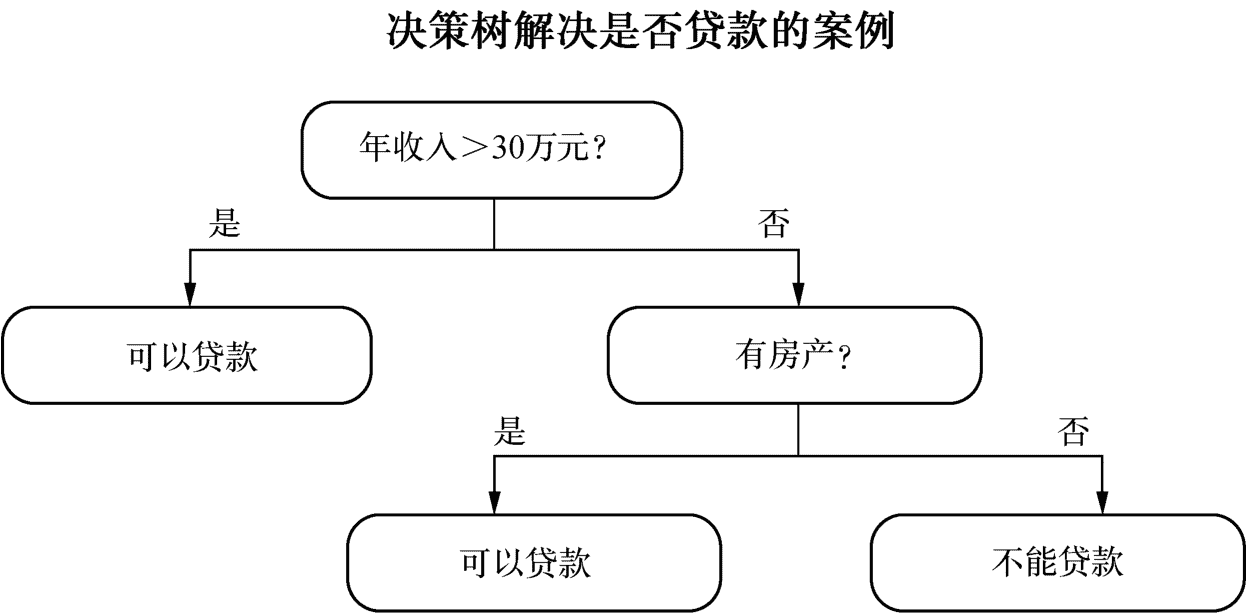 决策树解决是否贷款的案例
年收入＞30万元？
是
否
可以贷款
有房产？
是
否
可以贷款
不能贷款